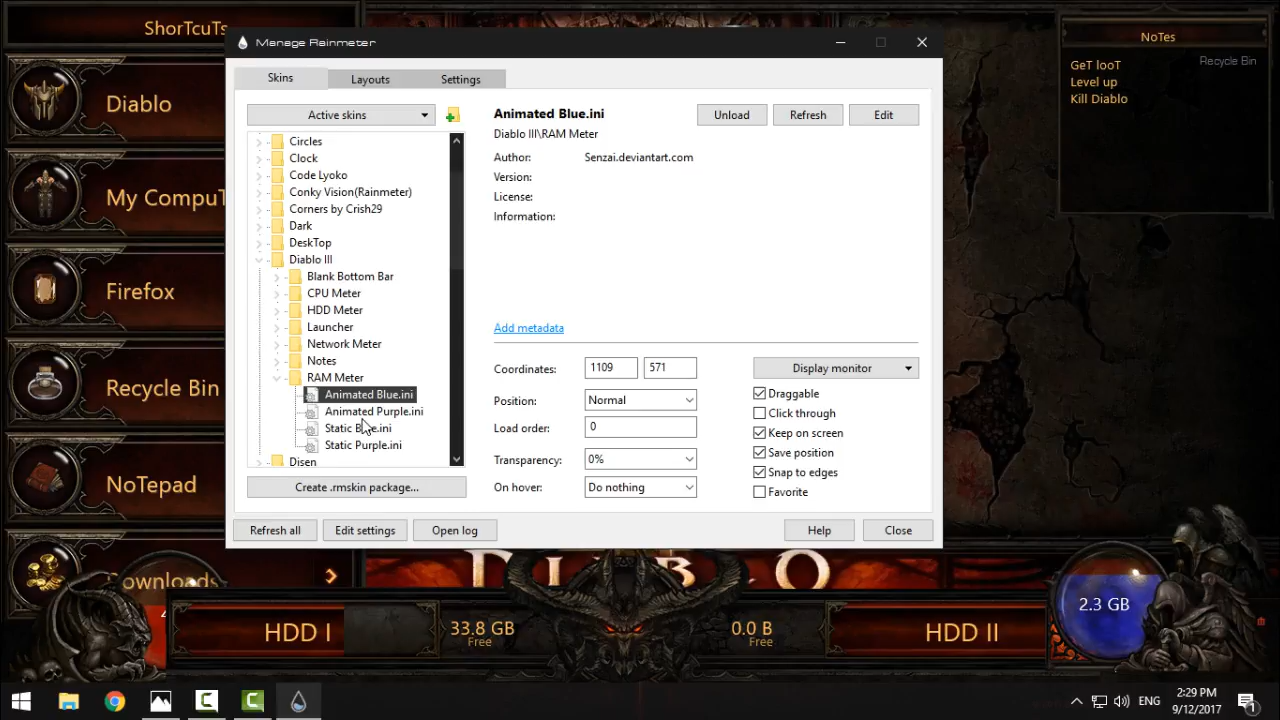 ShorTcuTs
Diablo
My CompuT
Firefox
Recycle Bin
NoTepad
Downloads
Manage Rainmeter
Skins
Layouts
Settings
Active skins
Circles
Clock
Code Lyoko
Conky Vision(Rainmeter)
Corners by Crish29
Dark
DeskTop
Diablo III
Blank Bottom Bar
CPU Meter
HDD Meter
Launcher
Network Meter
Notes
RAM Meter
Animated Blue.ini
Animated Purple.ini
Static Blue.ini
Static Purple.ini
Disen
Create .rmskin package...
Refresh all
Edit settings
Open log
Animated Blue.ini
Diablo III\RAM Meter
Unload
Refresh
Edit
Author: Senzai.deviantart.com
Version:
License:
Information:
Add metadata
Coordinates: 1109 571
Position: Normal
Load order: 0
Transparency: 0%
On hover: Do nothing
Display monitor
Draggable
Click through
Keep on screen
Save position
Snap to edges
Favorite
Help
Close
NoTes
GeT looT
Level up
Kill Diablo
Recycle Bin
DIABLO
HDD I
33.8 GB
Free
0.0 B
Free
HDD II
2.3 GB
ENG
2:29 PM
9/12/2017
1